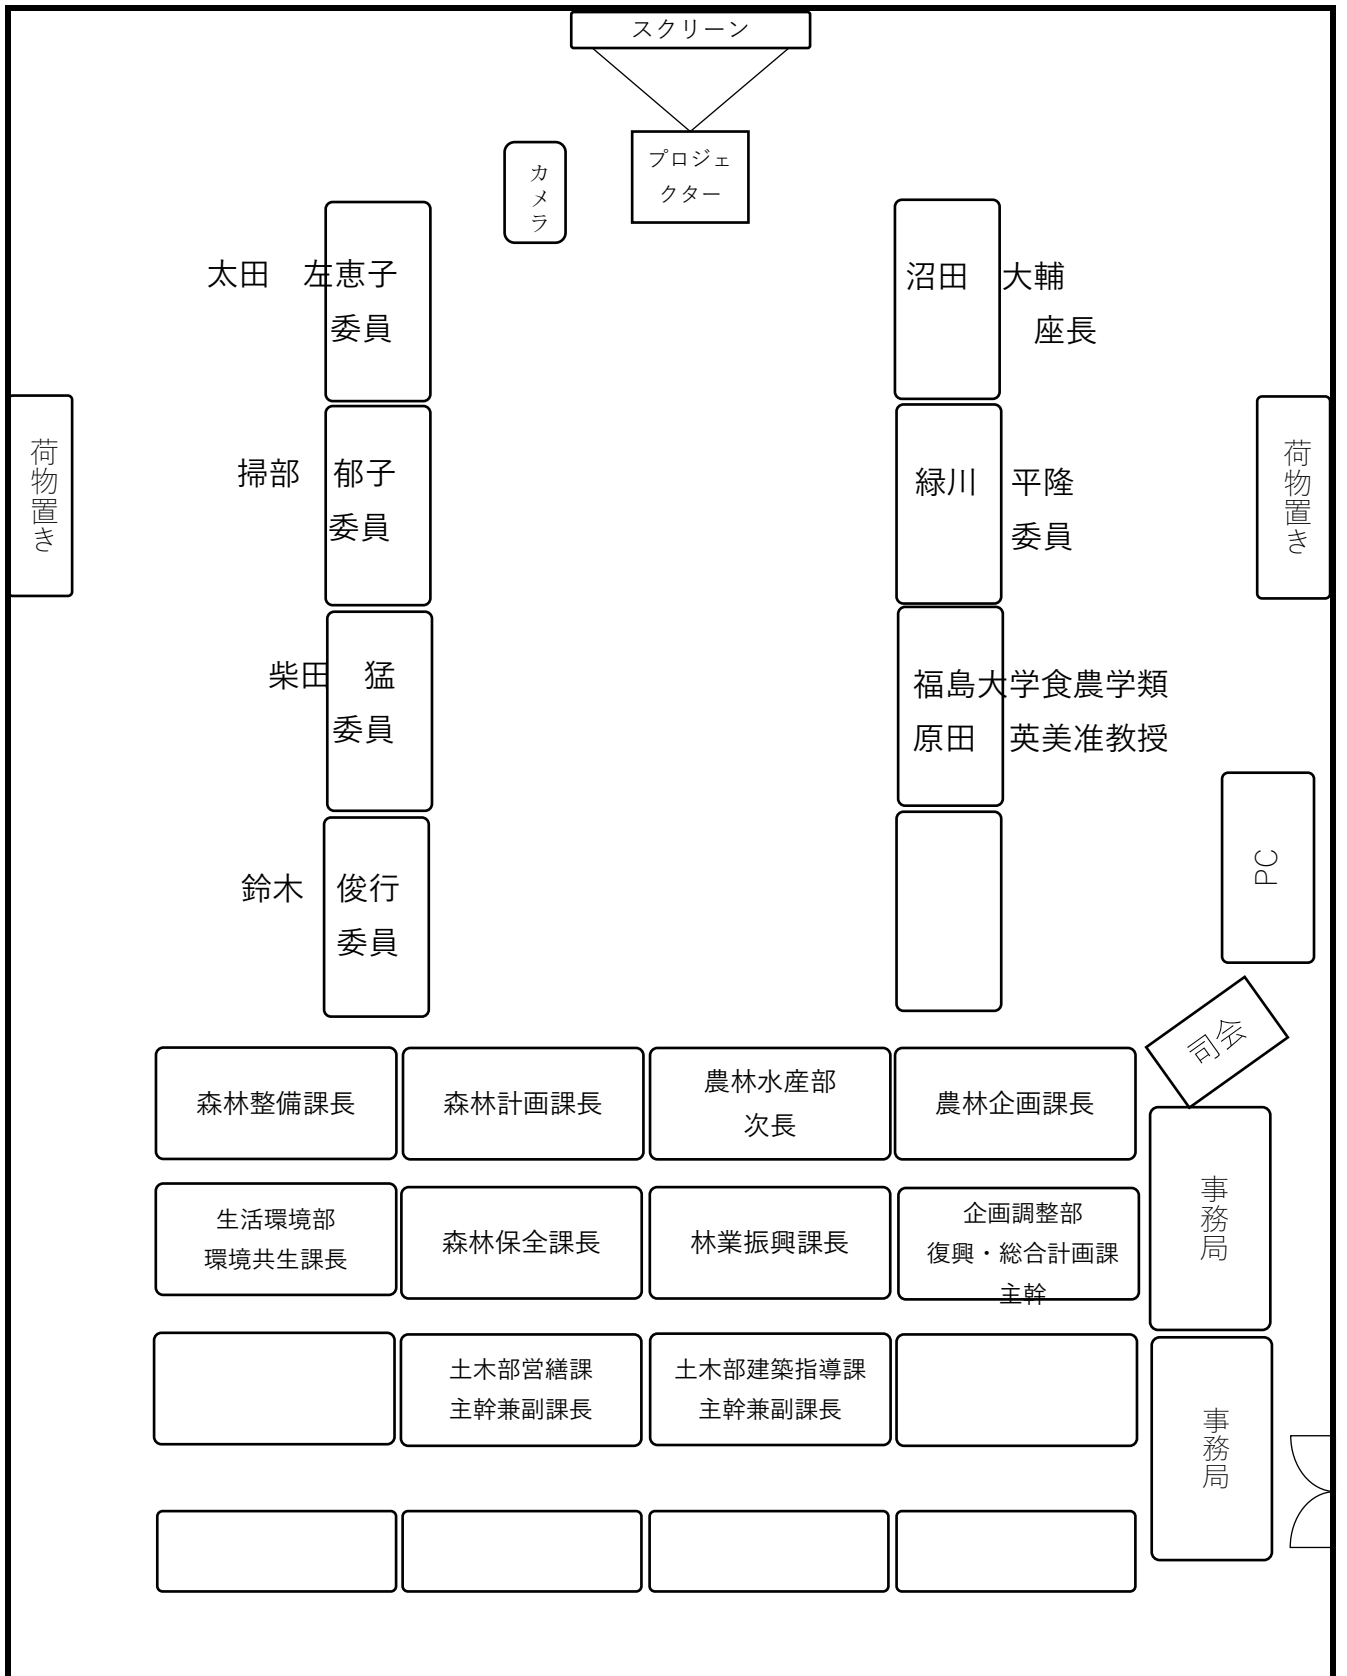 スクリーン
プロジェ
クター
カメラ
太田　左恵子
委員
沼田　大輔
座長
掃部　郁子
委員
緑川　平隆
委員
荷物置き
荷物置き
柴田　猛
委員
福島大学食農学類
原田　英美准教授
鈴木　俊行
委員
PC
司会
森林整備課長
森林計画課長
農林水産部
次長
農林企画課長
生活環境部
環境共生課長
森林保全課長
林業振興課長
企画調整部
復興・総合計画課
主幹
事務局
土木部営繕課
主幹兼副課長
土木部建築指導課
主幹兼副課長
事務局